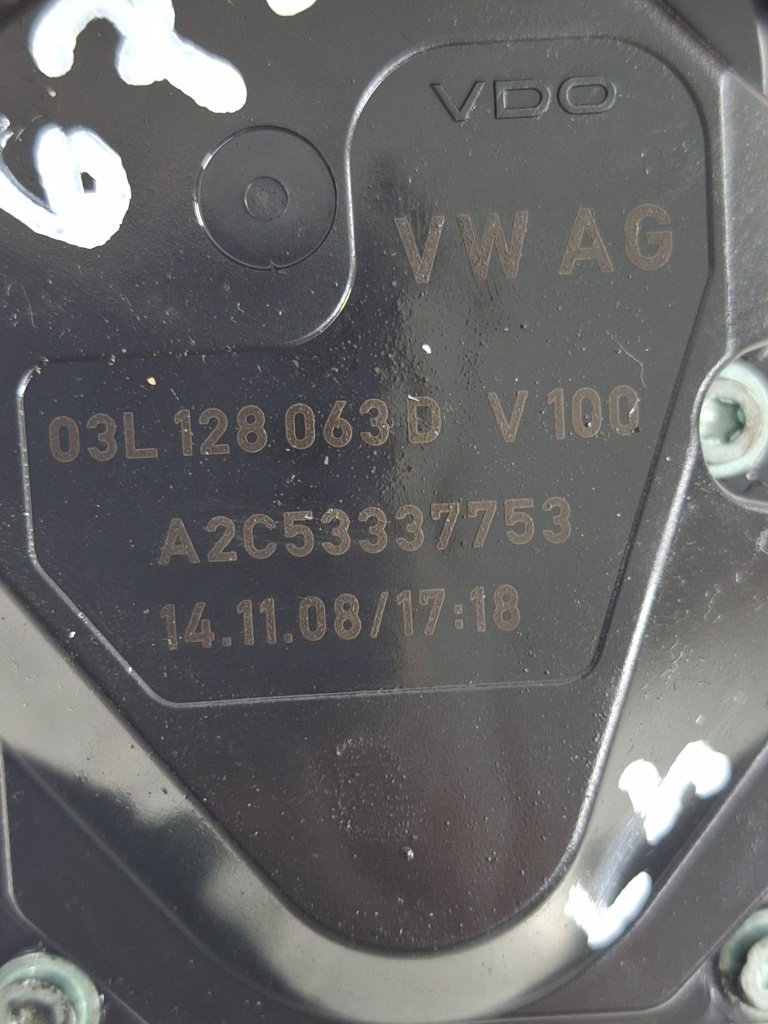 VDO
VW AG
03L 128 063 D V 100
A2C53337753
14.11.08/17:18